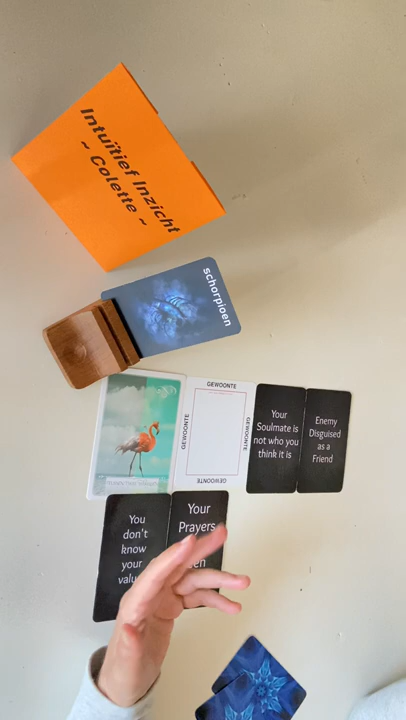 Intuïtief Inzicht
~ Colette ~
schorpioen
GEWOONTE
GEWOONTE
GEWOONTE
GEWOONTE
Your
Soulmate is
not who you
think it is
Enemy
Disguised
as a
Friend
You
don't
know
your
Your
Prayers